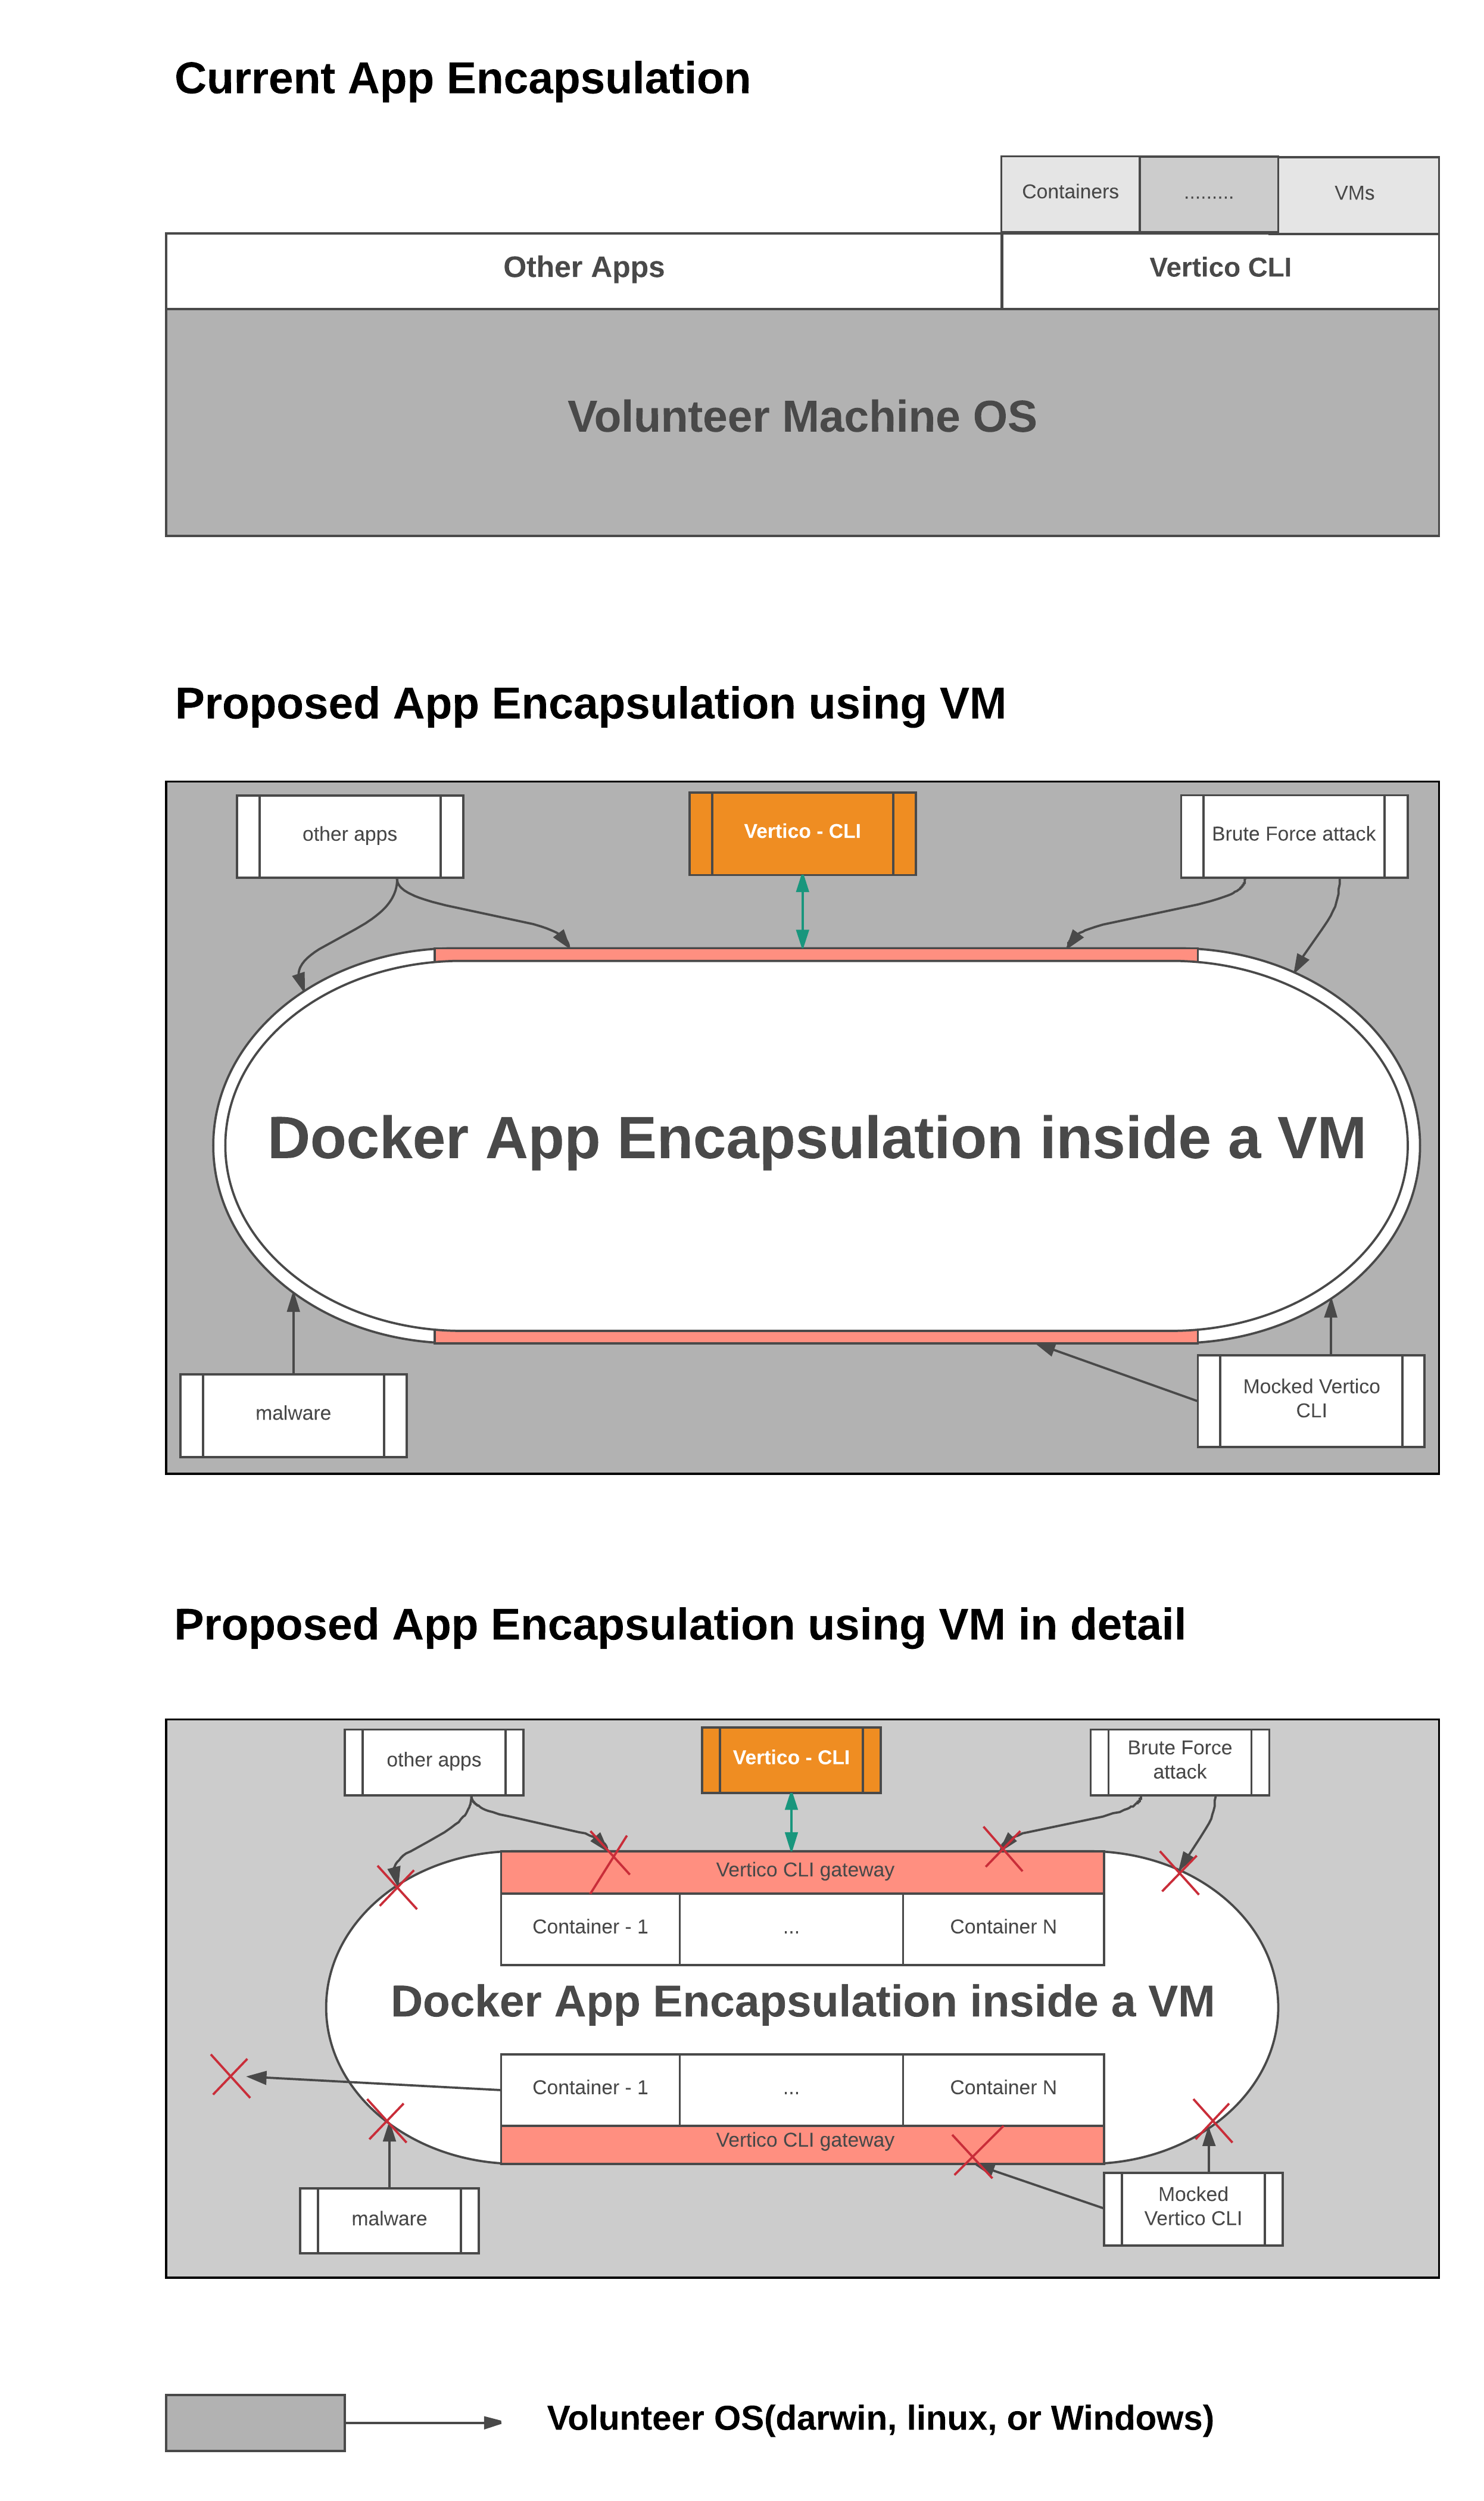 Current App Encapsulation
Containers
.........
VMs
Other Apps
Vertico CLI
Volunteer Machine OS
Proposed App Encapsulation using VM
other apps
Vertico - CLI
Brute Force attack
Docker App Encapsulation inside a VM
malware
Mocked Vertico
CLI
Proposed App Encapsulation using VM in detail
other apps
Vertico - CLI
Brute Force
attack
Vertico CLI gateway
Container - 1
...
Container N
Docker App Encapsulation inside a VM
Container - 1
...
Container N
Vertico CLI gateway
malware
Mocked
Vertico CLI
Volunteer OS(darwin, linux, or Windows)